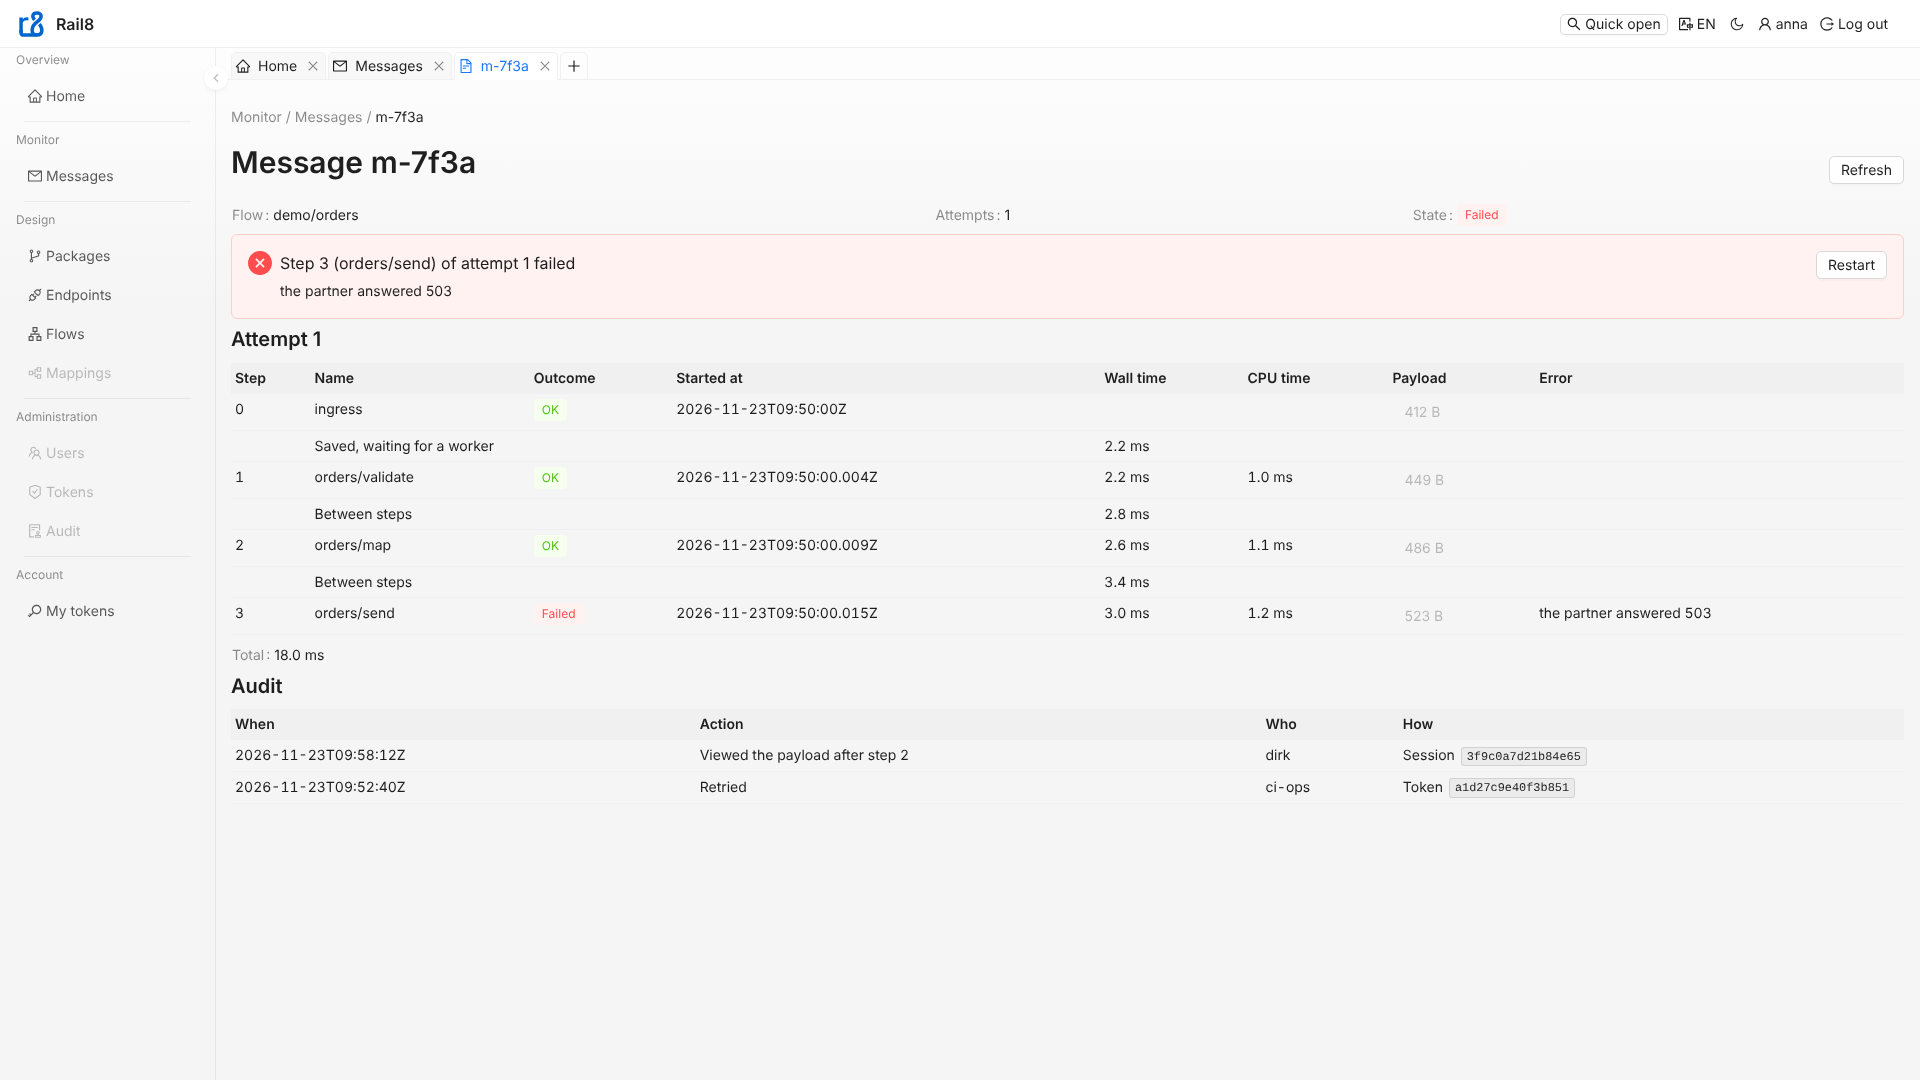 Rail8
Quick open EN anna Log out
Overview
Home
Monitor
Messages
Design
Packages
Endpoints
Flows
Mappings
Administration
Users
Tokens
Audit
Account
My tokens
Home Messages m-7f3a
Monitor / Messages / m-7f3a
Message m-7f3a
Refresh
Flow: demo/orders Attempts: 1 State: Failed
Step 3 (orders/send) of attempt 1 failed
Restart
the partner answered 503
Attempt 1
Step Name Outcome Started at Wall time CPU time Payload Error
0 ingress OK 2026-11-23T09:50:00Z 412 B
Saved, waiting for a worker 2.2 ms
1 orders/validate OK 2026-11-23T09:50:00.004Z 2.2 ms 1.0 ms 449 B
Between steps 2.8 ms
2 orders/map OK 2026-11-23T09:50:00.009Z 2.6 ms 1.1 ms 486 B
Between steps 3.4 ms
3 orders/send Failed 2026-11-23T09:50:00.015Z 3.0 ms 1.2 ms 523 B the partner answered 503
Total: 18.0 ms
Audit
When Action Who How
2026-11-23T09:58:12Z Viewed the payload after step 2 dirk Session 3f9c0a7d21b84e65
2026-11-23T09:52:40Z Retried ci-ops Token a1d27c9e40f3b851